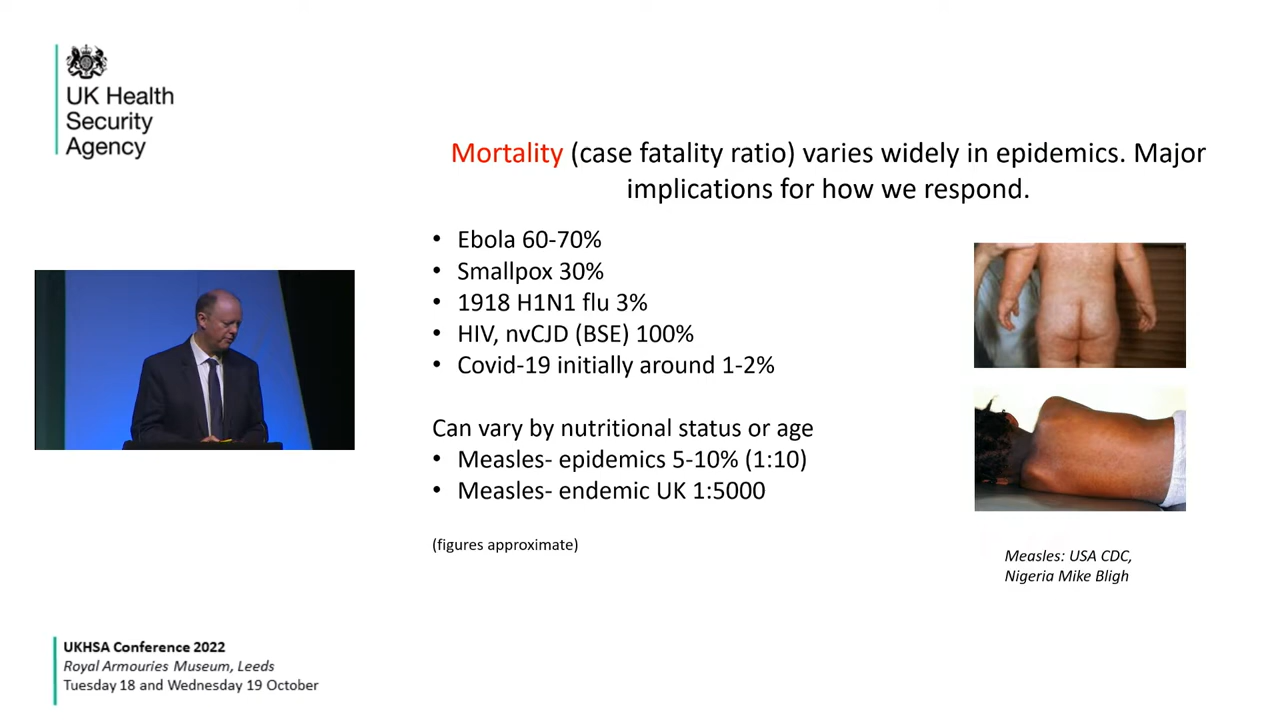 UK Health
Security
Agency
Mortality (case fatality ratio) varies widely in epidemics. Major
implications for how we respond.
• Ebola 60-70%
• Smallpox 30%
• 1918 H1N1 flu 3%
• HIV, nvCJD (BSE) 100%
• Covid-19 initially around 1-2%
Can vary by nutritional status or age
• Measles- epidemics 5-10% (1:10)
• Measles- endemic UK 1:5000
(figures approximate)
Measles: USA CDC,
Nigeria Mike Bligh
UKHSA Conference 2022
Royal Armouries Museum, Leeds
Tuesday 18 and Wednesday 19 October